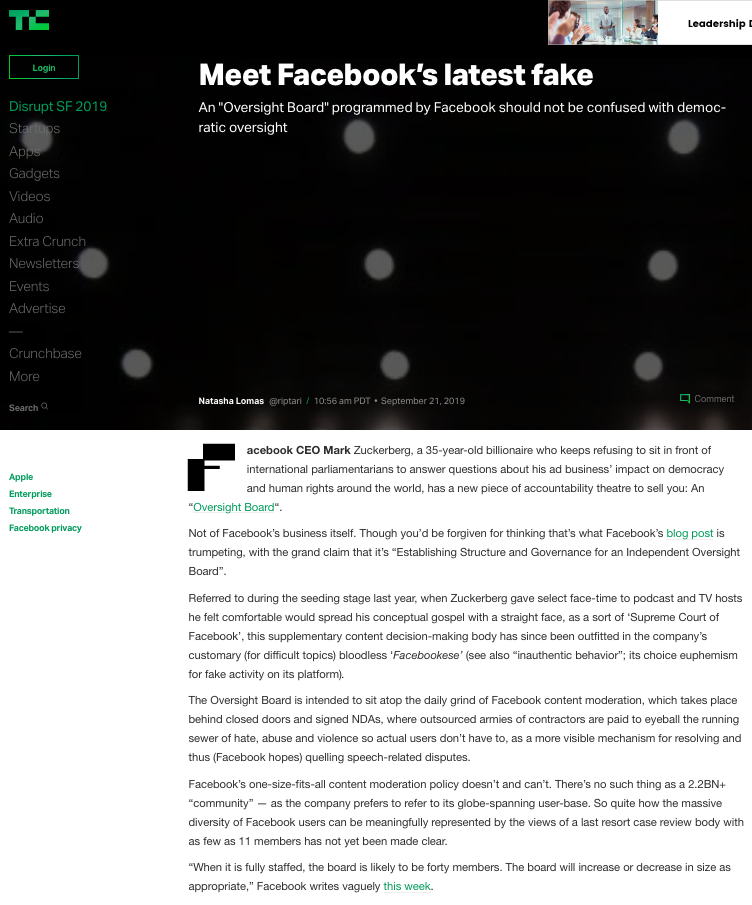 TC
Leadership D
Login
Meet Facebook’s latest fake
An "Oversight Board" programmed by Facebook should not be confused with democ-
ratic oversight
Disrupt SF 2019
Startups
Apps
Gadgets
Videos
Audio
Extra Crunch
Newsletters
Events
Advertise
—
Crunchbase
More
Search
Natasha Lomas @riptari / 10:56 am PDT • September 21, 2019
Comment
Apple
Enterprise
Transportation
Facebook privacy
Facebook CEO Mark Zuckerberg, a 35-year-old billionaire who keeps refusing to sit in front of
international parliamentarians to answer questions about his ad business’ impact on democracy
and human rights around the world, has a new piece of accountability theatre to sell you: An
“Oversight Board“.
Not of Facebook’s business itself. Though you’d be forgiven for thinking that’s what Facebook’s blog post is
trumpeting, with the grand claim that it’s “Establishing Structure and Governance for an Independent Oversight
Board”.
Referred to during the seeding stage last year, when Zuckerberg gave select face-time to podcast and TV hosts
he felt comfortable would spread his conceptual gospel with a straight face, as a sort of ‘Supreme Court of
Facebook’, this supplementary content decision-making body has since been outfitted in the company’s
customary (for difficult topics) bloodless ‘Facebookese’ (see also “inauthentic behavior”; its choice euphemism
for fake activity on its platform).
The Oversight Board is intended to sit atop the daily grind of Facebook content moderation, which takes place
behind closed doors and signed NDAs, where outsourced armies of contractors are paid to eyeball the running
sewer of hate, abuse and violence so actual users don’t have to, as a more visible mechanism for resolving and
thus (Facebook hopes) quelling speech-related disputes.
Facebook’s one-size-fits-all content moderation policy doesn’t and can’t. There’s no such thing as a 2.2BN+
“community” — as the company prefers to refer to its globe-spanning user-base. So quite how the massive
diversity of Facebook users can be meaningfully represented by the views of a last resort case review body with
as few as 11 members has not yet been made clear.
“When it is fully staffed, the board is likely to be forty members. The board will increase or decrease in size as
appropriate,” Facebook writes vaguely this week.